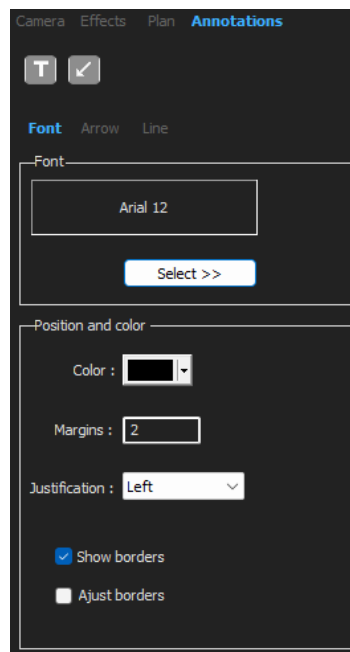 Camera Effects Plan Annotations
T
Font Arrow Line
Font
Arial 12
Select >>
Position and color
Color :
Margins : 2
Justification : Left
Show borders
Ajust borders